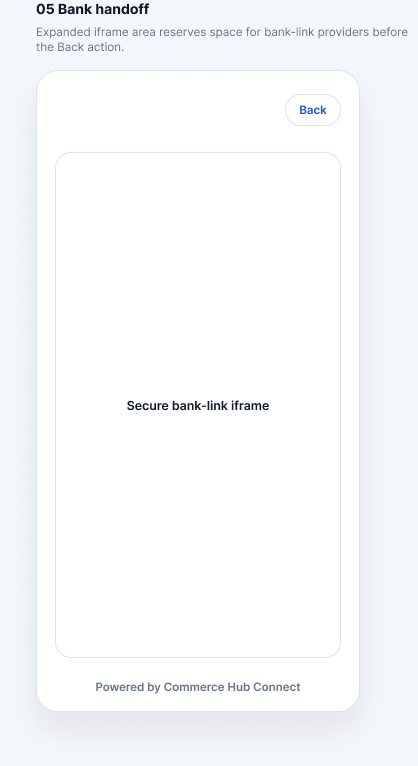 05 Bank handoff
Expanded iframe area reserves space for bank-link providers before
the Back action.
Back
Secure bank-link iframe
Powered by Commerce Hub Connect